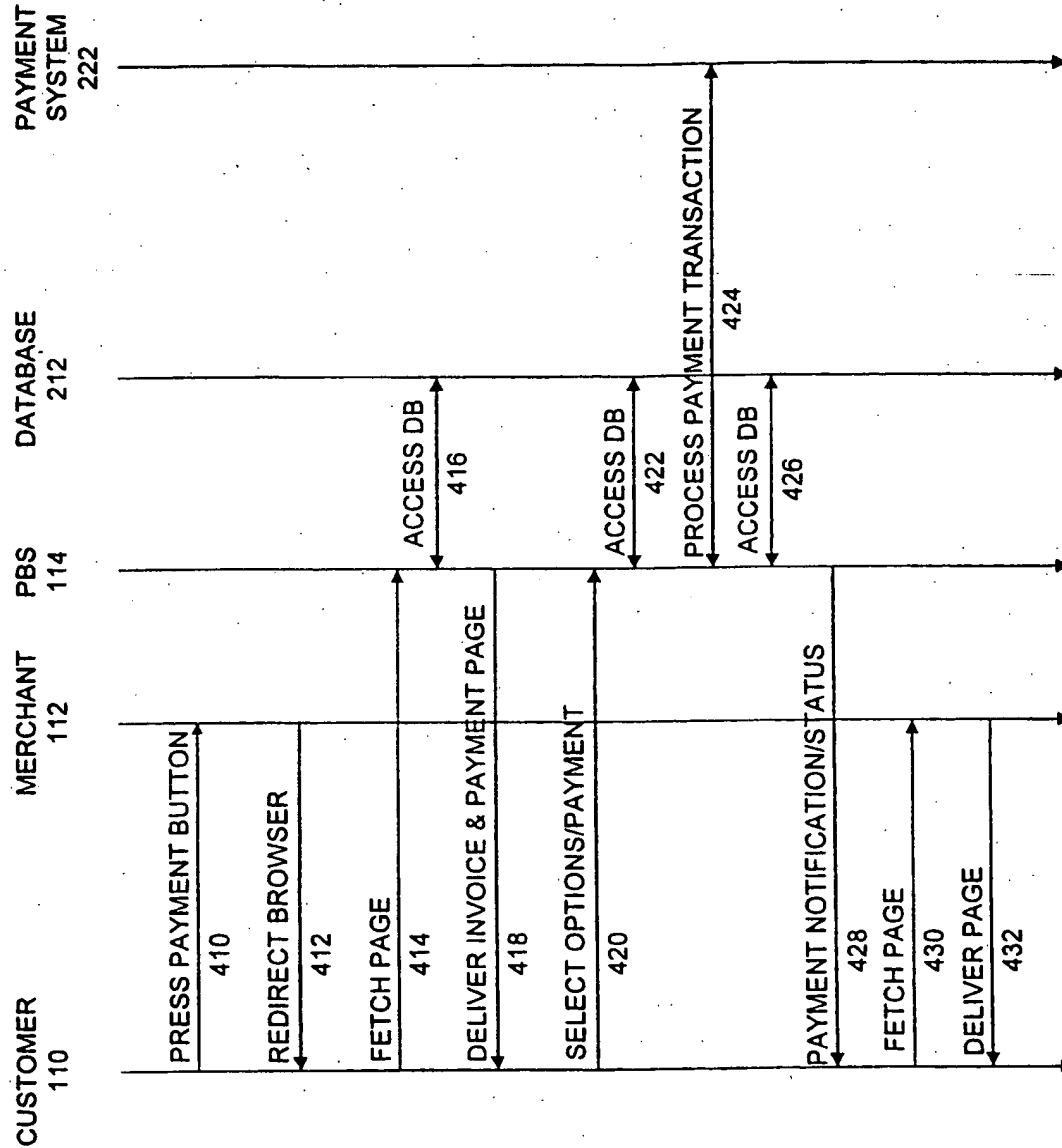 CUSTOMER
110
MERCHANT
112
PBS
114
DATABASE
212
PAYMENT
SYSTEM
222
PRESS PAYMENT BUTTON
410
REDIRECT BROWSER
412
FETCH PAGE
414
ACCESS DB
416
DELIVER INVOICE & PAYMENT PAGE
418
SELECT OPTIONS/PAYMENT
420
ACCESS DB
422
PROCESS PAYMENT TRANSACTION
424
ACCESS DB
426
PAYMENT NOTIFICATION/STATUS
428
FETCH PAGE
430
DELIVER PAGE
432